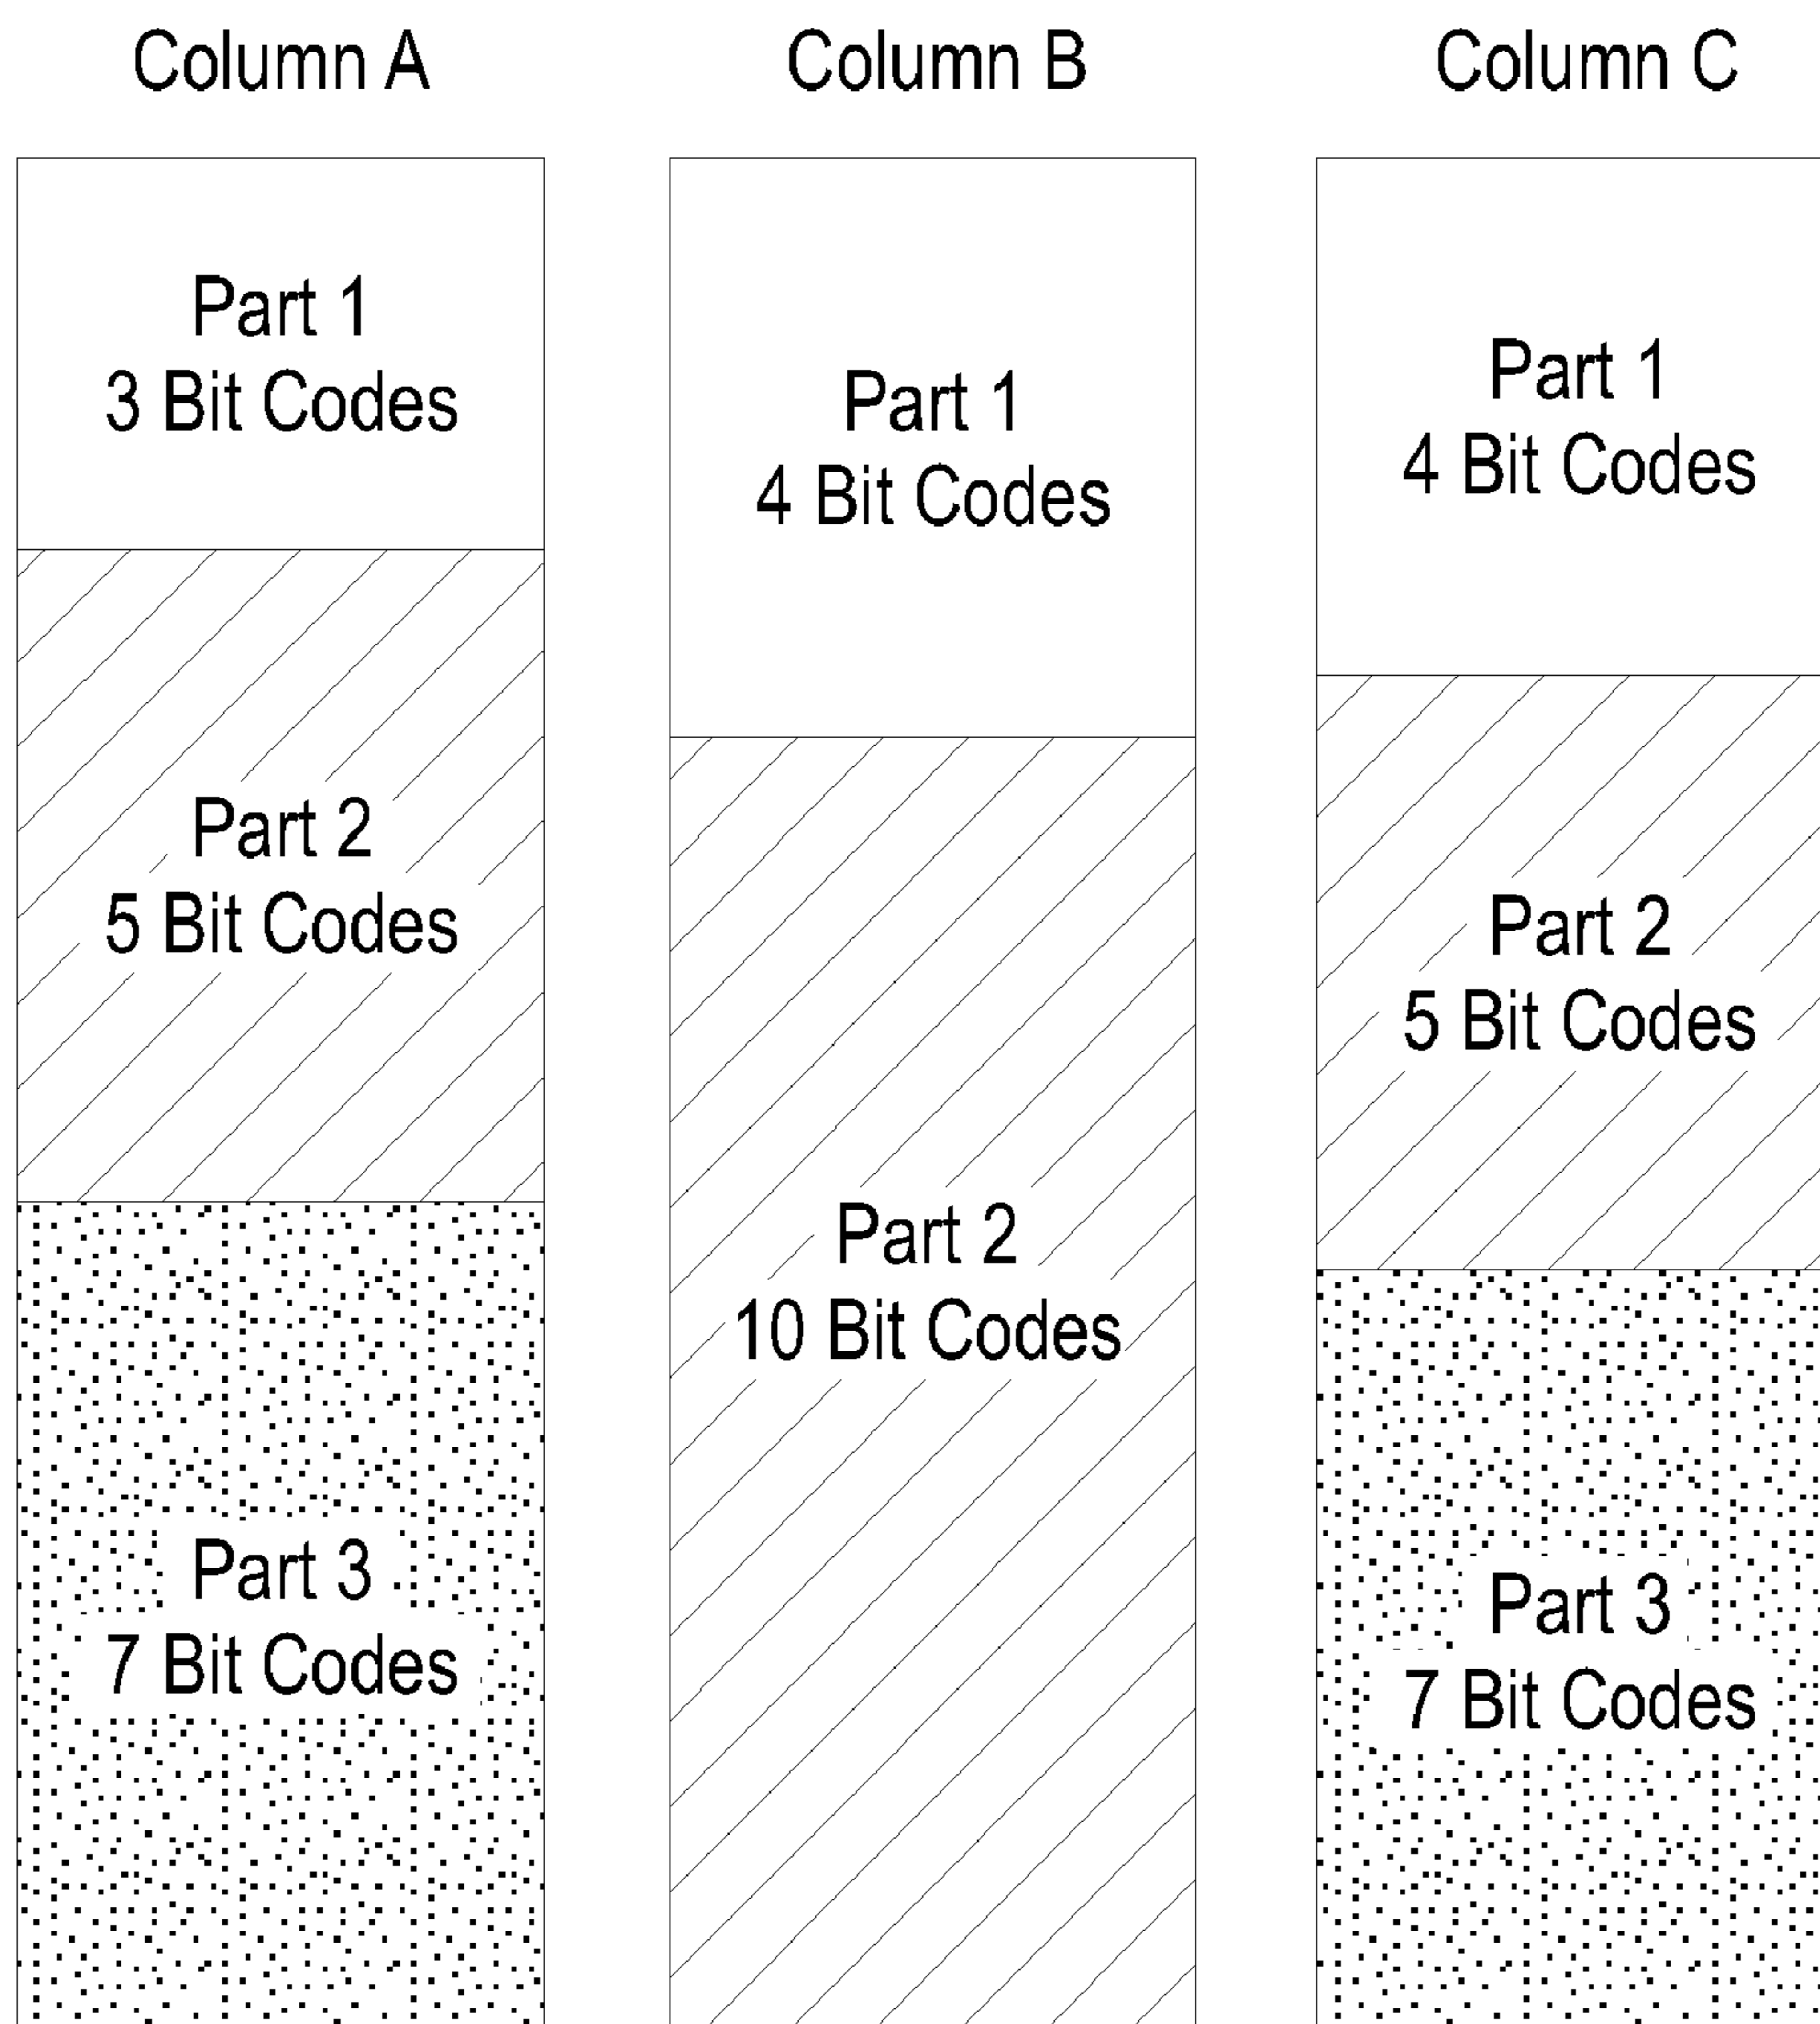 Column A
Part 1
3 Bit Codes
Part 2
5 Bit Codes
Part 3
7 Bit Codes
Column B
Part 1
4 Bit Codes
Part 2
10 Bit Codes
Column C
Part 1
4 Bit Codes
Part 2
5 Bit Codes
Part 3
7 Bit Codes